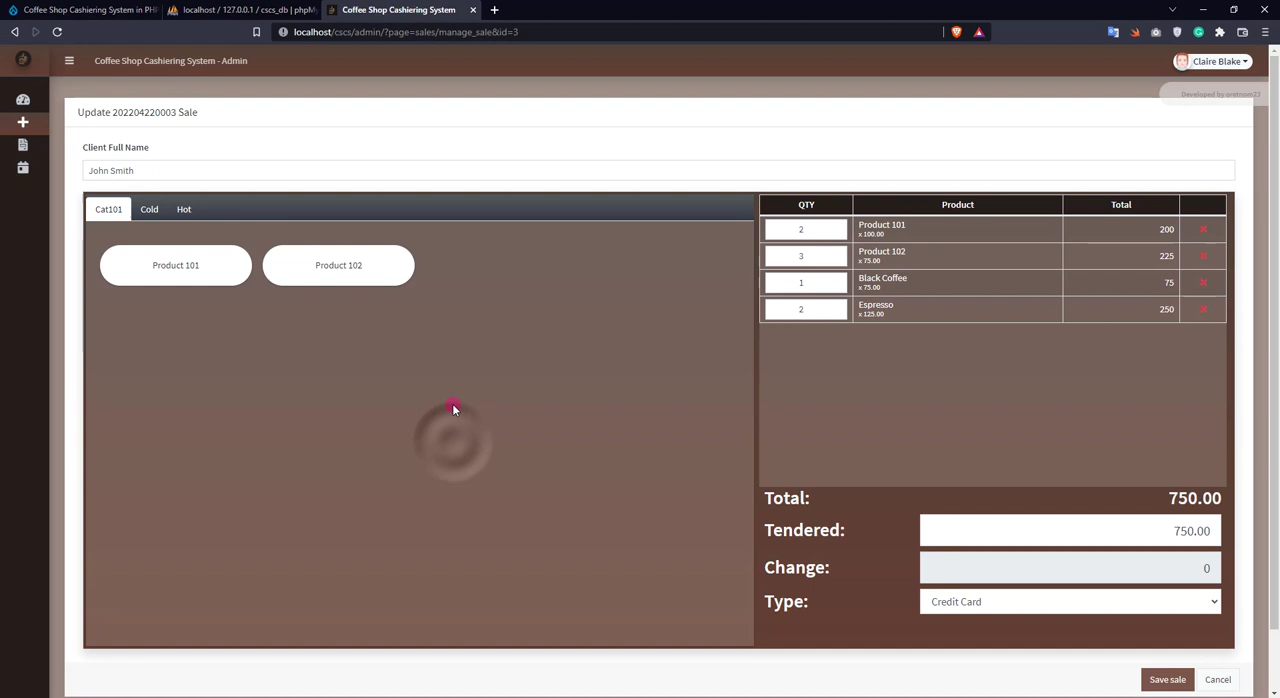 Coffee Shop Cashiering System in PH
localhost / 127.0.0.1 / cscs_db | phpM
Coffee Shop Cashiering System
localhost/cscs/admin/?page=sales/manage_sale&id=3
Coffee Shop Cashiering System - Admin
Claire Blake
Developed by oretnom23
Update 202204220003 Sale
Client Full Name
John Smith
Cat101 Cold Hot
Product 101 Product 102
QTY Product Total
2 Product 101 200
x 100.00
3 Product 102 225
x 75.00
1 Black Coffee 75
x 75.00
2 Espresso 250
x 125.00
Total: 750.00
Tendered: 750.00
Change: 0
Type: Credit Card
Save sale Cancel